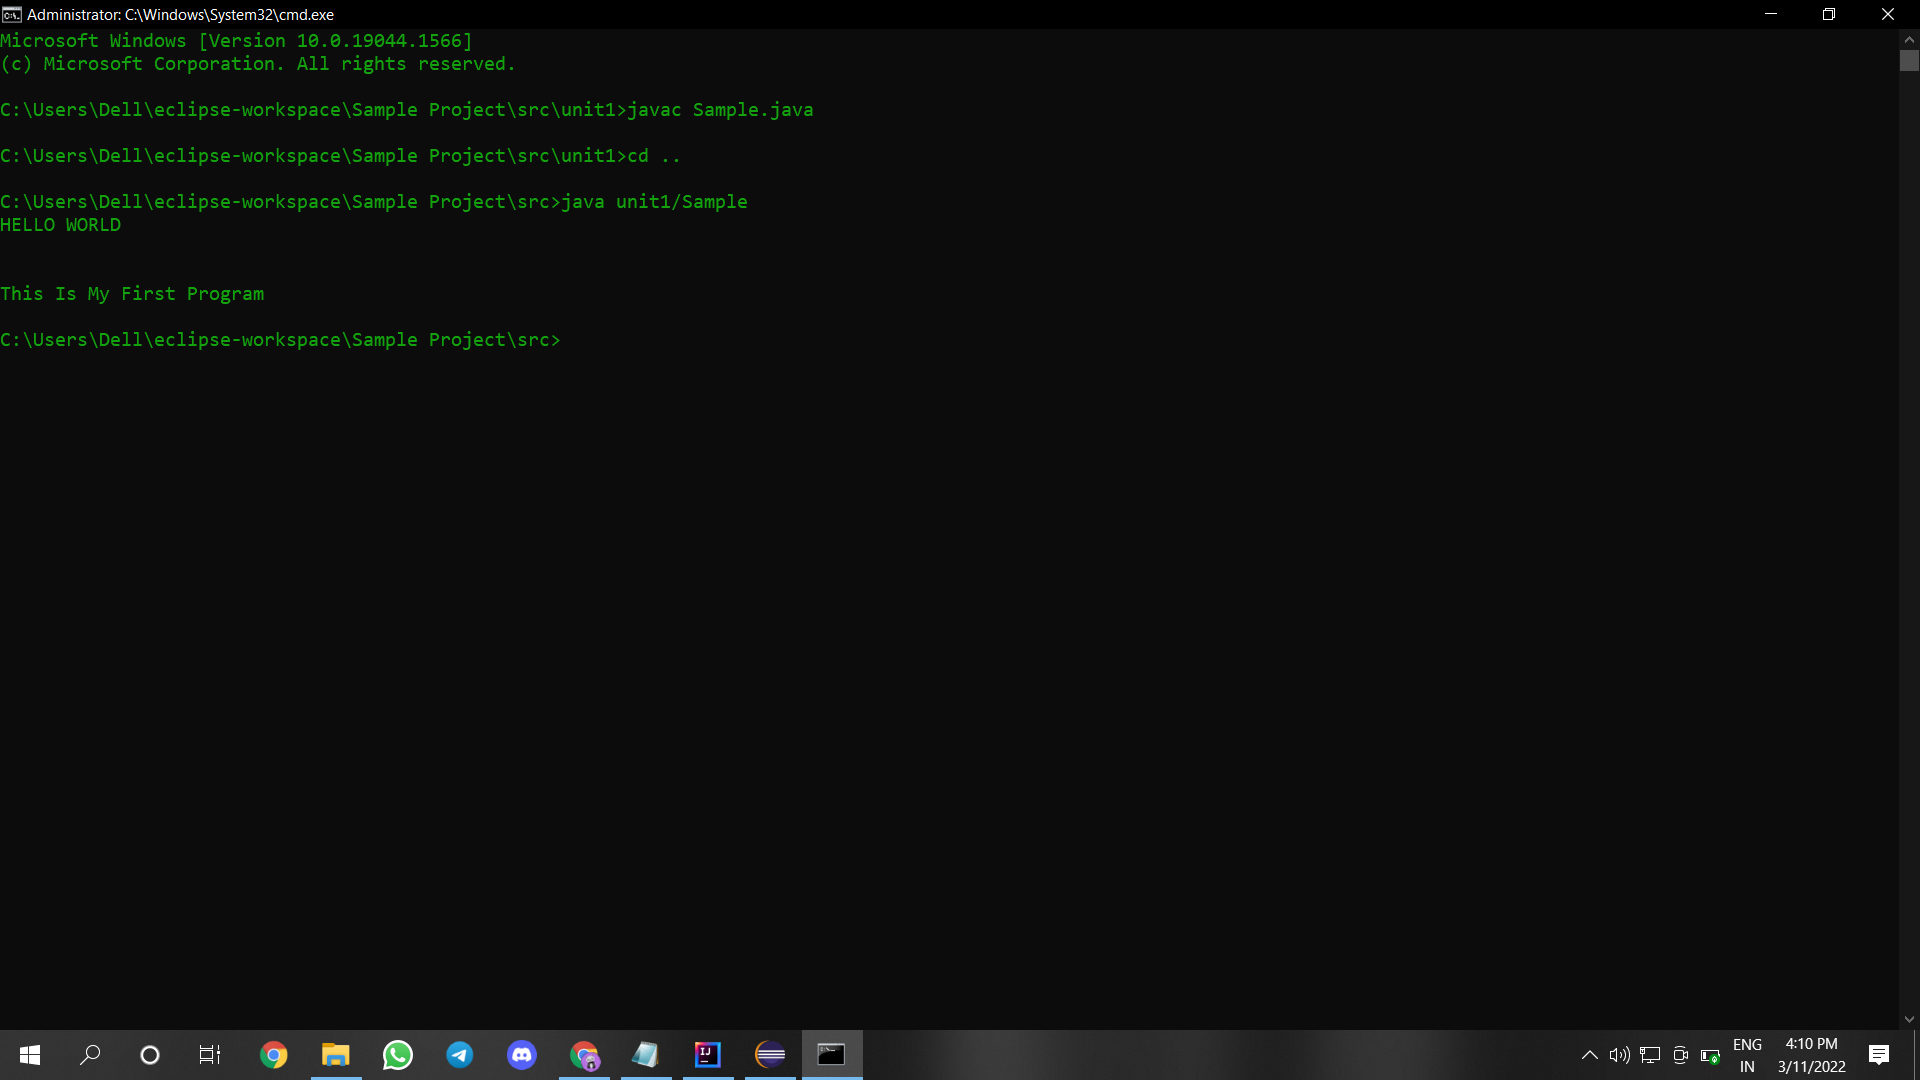 Administrator: C:\Windows\System32\cmd.exe
Microsoft Windows [Version 10.0.19044.1566]
(c) Microsoft Corporation. All rights reserved.
C:\Users\Dell\eclipse-workspace\Sample Project\src\unit1>javac Sample.java
C:\Users\Dell\eclipse-workspace\Sample Project\src\unit1>cd ..
C:\Users\Dell\eclipse-workspace\Sample Project\src>java unit1/Sample
HELLO WORLD
This Is My First Program
C:\Users\Dell\eclipse-workspace\Sample Project\src>
ENG
IN
4:10 PM
3/11/2022